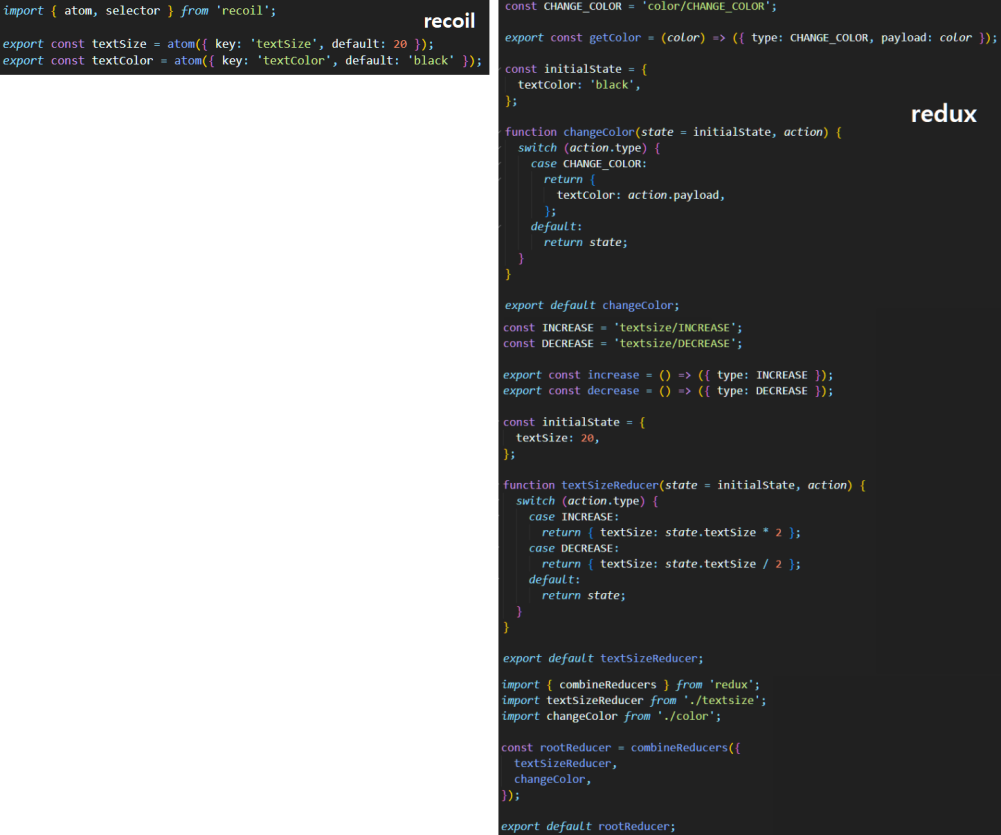 import { atom, selector } from 'recoil';
recoil
export const textSize = atom({ key: 'textSize', default: 20 });
export const textColor = atom({ key: 'textColor', default: 'black' });
const CHANGE_COLOR = 'color/CHANGE_COLOR';
export const getColor = (color) => ({ type: CHANGE_COLOR, payload: color });
const initialState = {
textColor: 'black',
};
redux
function changeColor(state = initialState, action) {
switch (action.type) {
case CHANGE_COLOR:
return {
textColor: action.payload,
};
default:
return state;
}
}
export default changeColor;
const INCREASE = 'textsize/INCREASE';
const DECREASE = 'textsize/DECREASE';
export const increase = () => ({ type: INCREASE });
export const decrease = () => ({ type: DECREASE });
const initialState = {
textSize: 20,
};
function textSizeReducer(state = initialState, action) {
switch (action.type) {
case INCREASE:
return { textSize: state.textSize * 2 };
case DECREASE:
return { textSize: state.textSize / 2 };
default:
return state;
}
}
export default textSizeReducer;
import { combineReducers } from 'redux';
import textSizeReducer from './textsize';
import changeColor from './color';
const rootReducer = combineReducers({
textSizeReducer,
changeColor,
});
export default rootReducer;